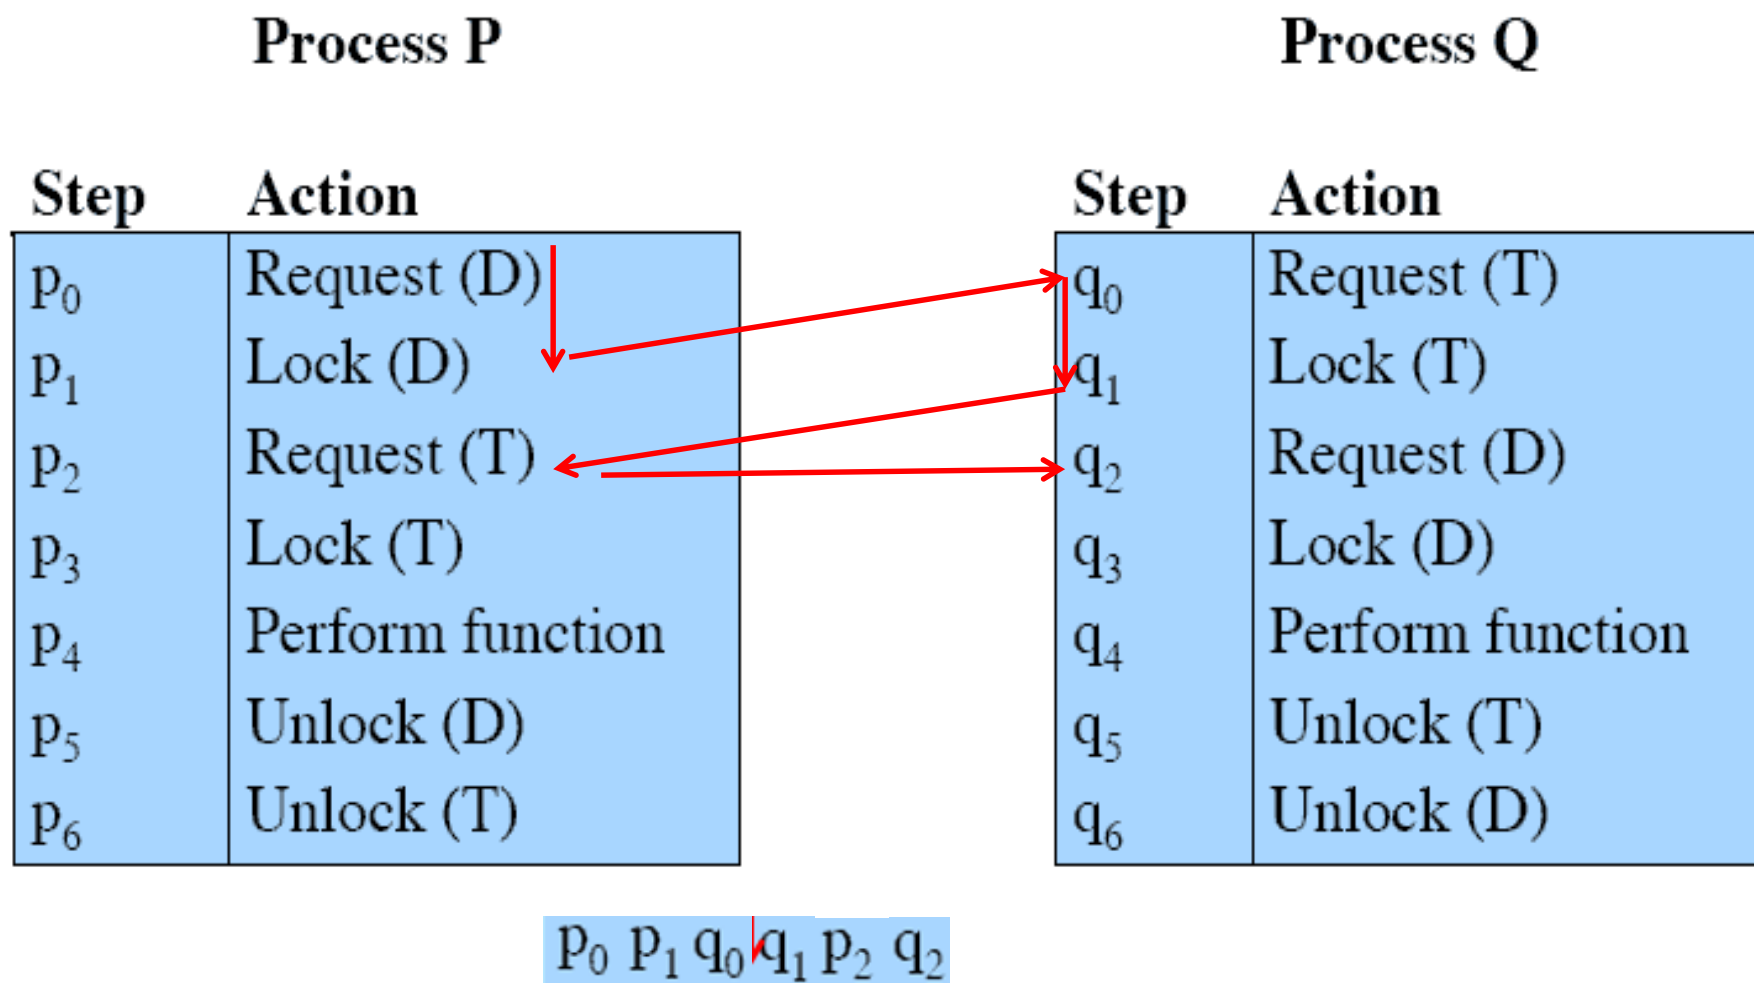 Process P Process Q
Step Action Step Action
p0 Request (D) q0 Request (T)
p1 Lock (D) q1 Lock (T)
p2 Request (T) q2 Request (D)
p3 Lock (T) q3 Lock (D)
p4 Perform function q4 Perform function
p5 Unlock (D) q5 Unlock (T)
p6 Unlock (T) q6 Unlock (D)
p0 p1 q0 q1 p2 q2